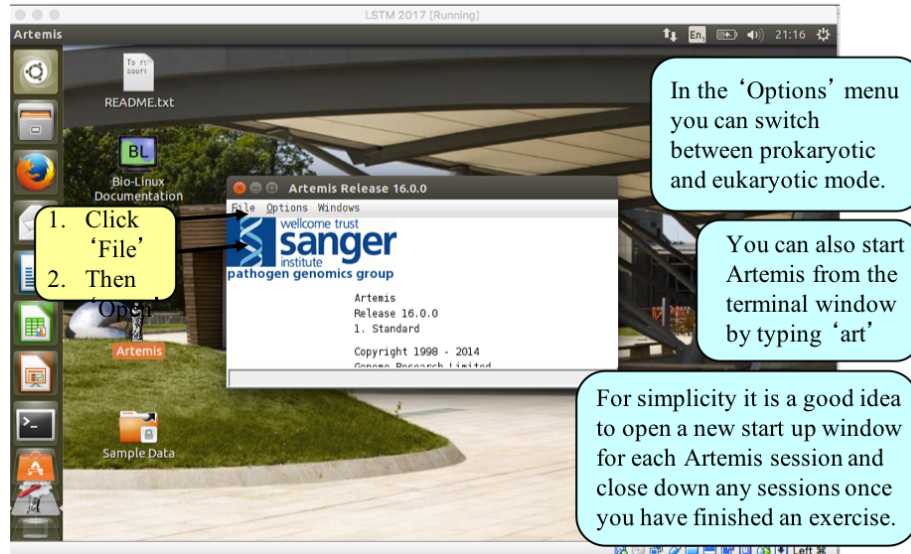 LSTM 2017 [Running]
Artemis
En,
21:16
README.txt
BL
Bio-Linux
Documentation
Artemis
Sample Data
Artemis Release 16.0.0
File Options Windows
wellcome trust
sanger
institute
pathogen genomics group
Artemis
Release 16.0.0
1. Standard
Copyright 1998 - 2014
Genome Research Limited
1. Click
‘File’
2. Then
‘Open’
In the ‘Options’ menu
you can switch
between prokaryotic
and eukaryotic mode.
You can also start
Artemis from the
terminal window
by typing ‘art’
For simplicity it is a good idea
to open a new start up window
for each Artemis session and
close down any sessions once
you have finished an exercise.
Left ⌘